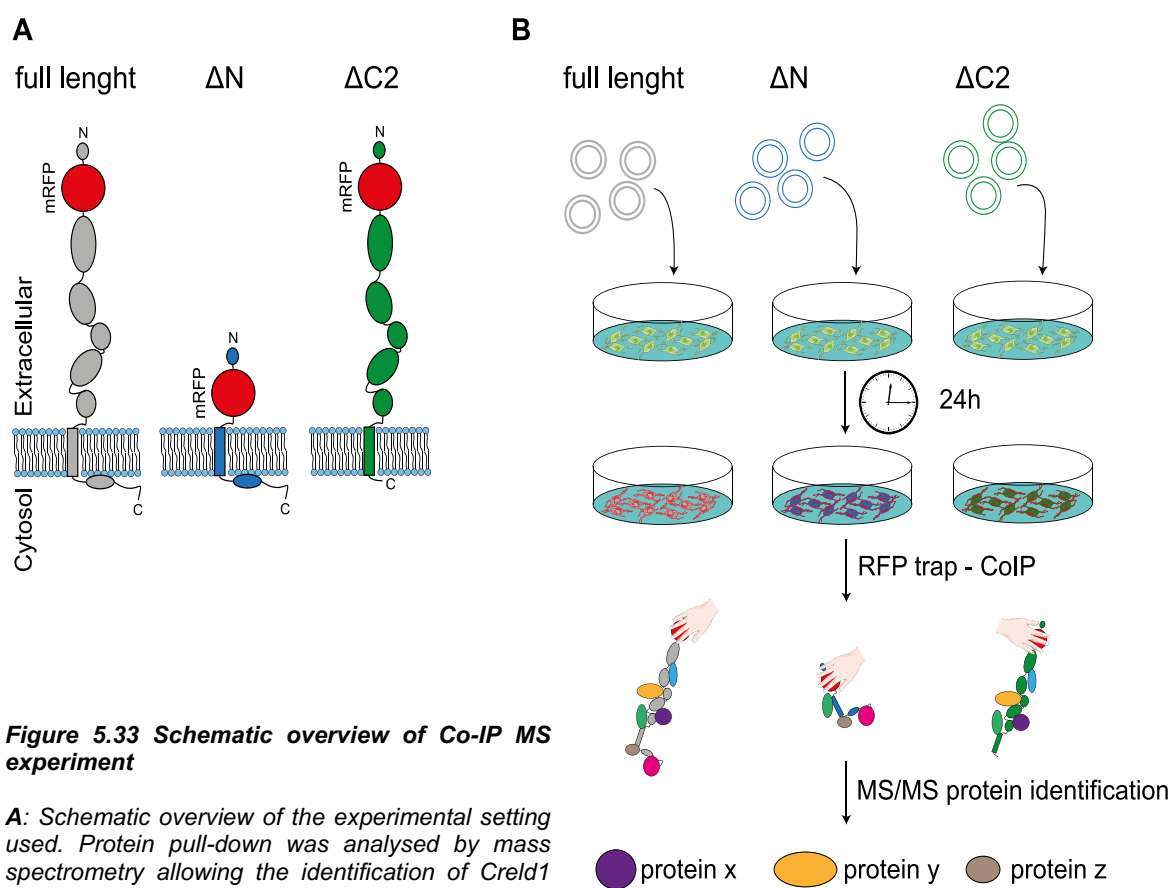 A
full lenght ΔN ΔC2
N
mRFP
N
mRFP
N
mRFP
Extracellular
Cytosol
C
C
C
B
full lenght ΔN ΔC2
24h
RFP trap - CoIP
MS/MS protein identification
protein x protein y protein z
Figure 5.33 Schematic overview of Co-IP MS
experiment
A: Schematic overview of the experimental setting
used. Protein pull-down was analysed by mass
spectrometry allowing the identification of Creld1